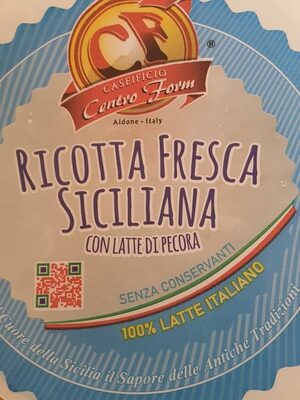 CF
®
CASEIFICIO
Centro Form
Aidone - Italy
RICOTTA FRESCA
SICILIANA
CON LATTE DI PECORA
SENZA CONSERVANTI
100% LATTE ITALIANO
Cuore della Sicilia il Sapore delle Antiche Tradizioni